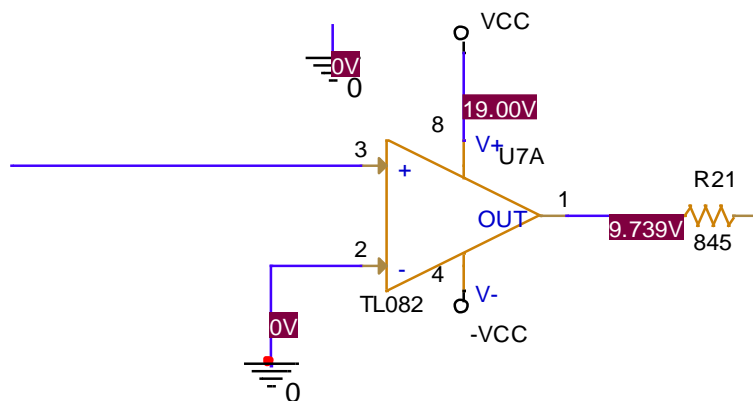 VCC
0V
0
19.00V
8
V+
U7A
3
+
R21
1
OUT
9.739V
845
2
-
4
V-
TL082
0V
-VCC
0